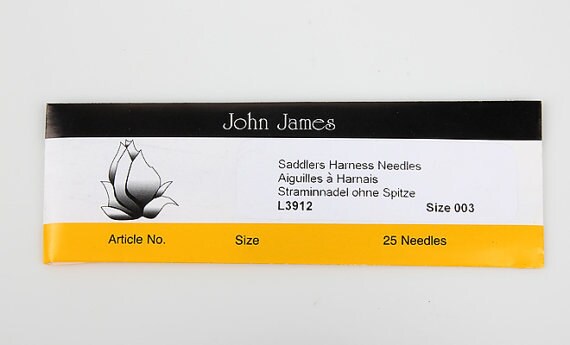 John James
Saddlers Harness Needles
Aiguilles à Harnais
Straminnadel ohne Spitze
L3912 Size 003
Article No. Size 25 Needles